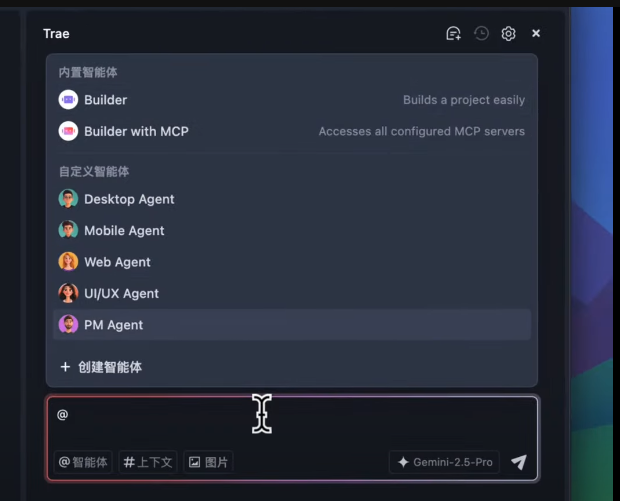 Trae
内置智能体
Builder Builds a project easily
Builder with MCP Accesses all configured MCP servers
自定义智能体
Desktop Agent
Mobile Agent
Web Agent
UI/UX Agent
PM Agent
+ 创建智能体
@
@智能体 #上下文 图片 Gemini-2.5-Pro